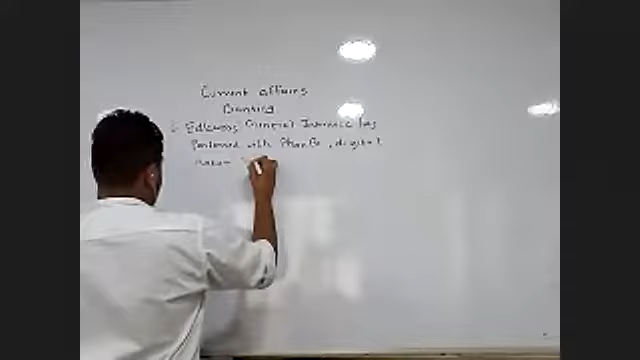 Current affairs
Banking
Edelweiss General Insurance has
Partnered with PhonePe, digital